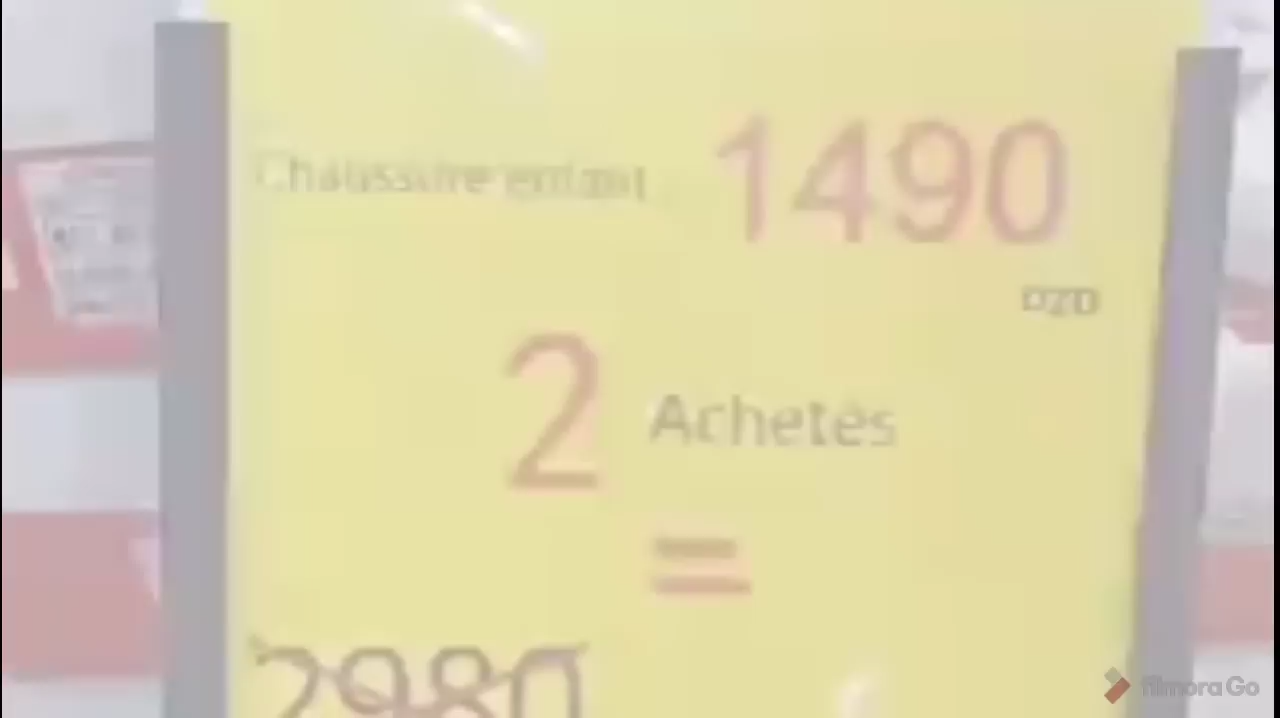 Chaussure enfant 1490
DZD
2 Achetés
=
2980
filmora Go